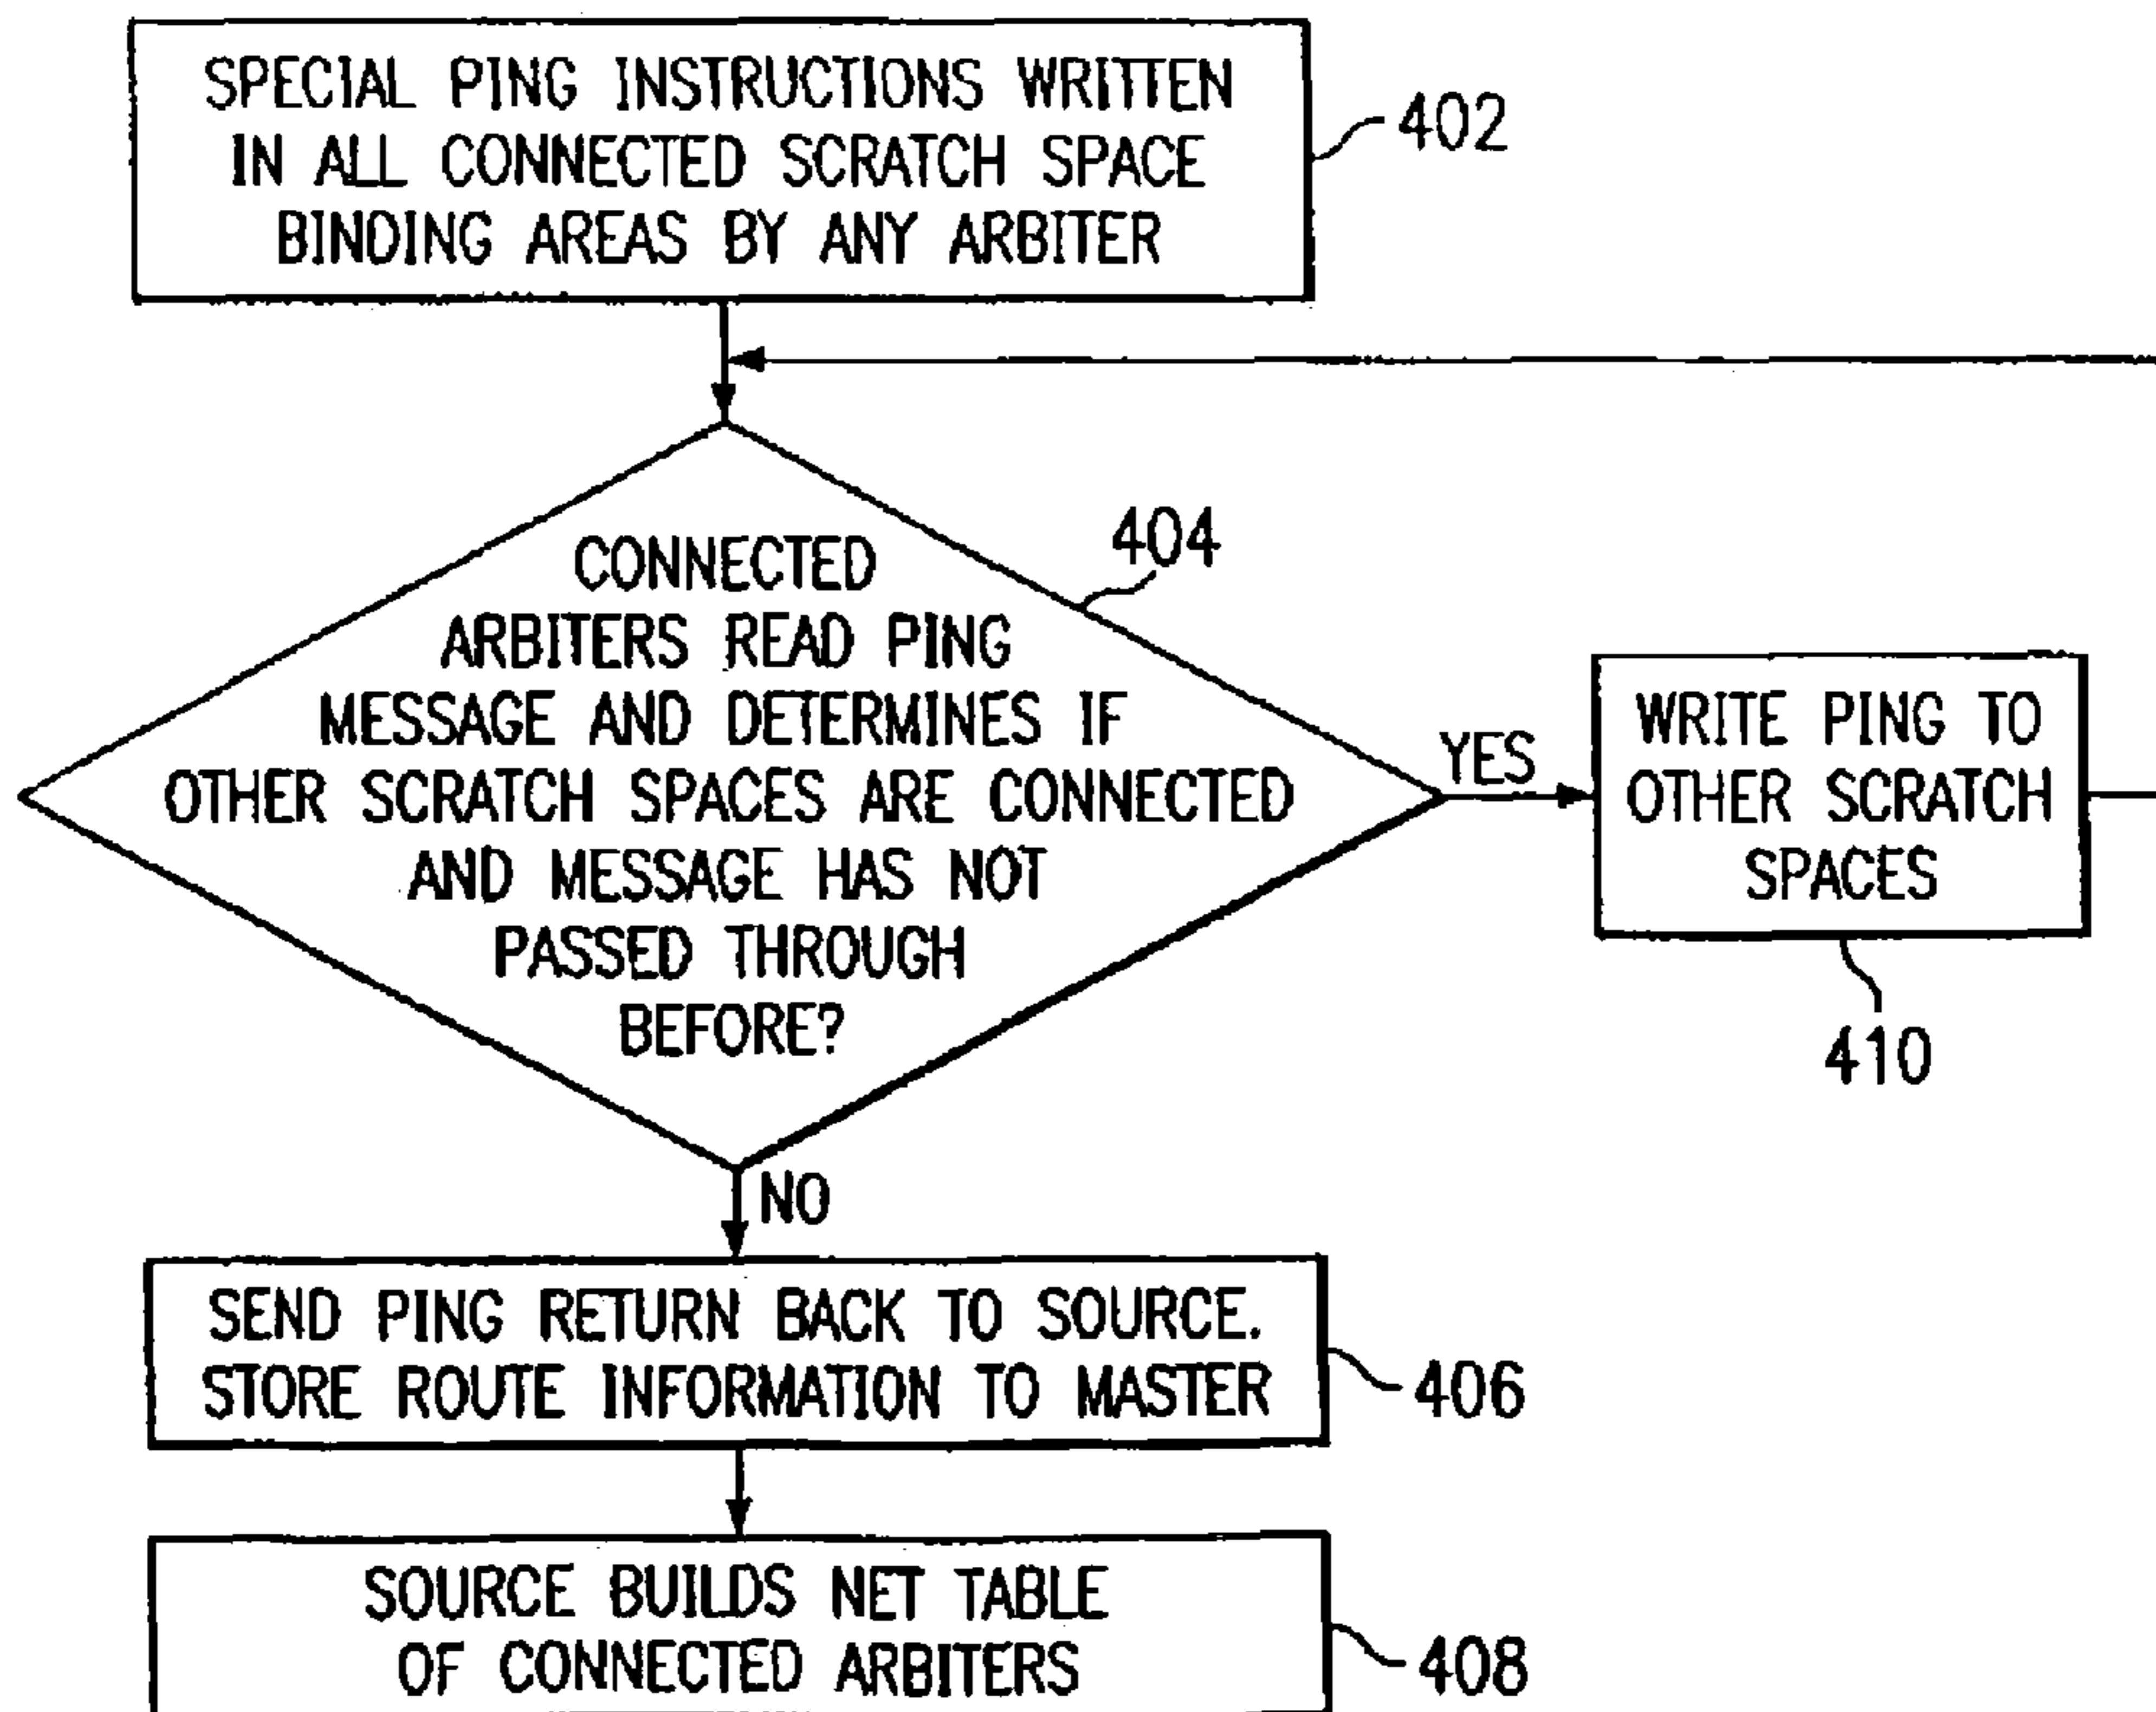 SPECIAL PING INSTRUCTIONS WRITTEN
IN ALL CONNECTED SCRATCH SPACE
BINDING AREAS BY ANY ARBITER
402
404
CONNECTED
ARBITERS READ PING
MESSAGE AND DETERMINES IF
OTHER SCRATCH SPACES ARE CONNECTED
AND MESSAGE HAS NOT
PASSED THROUGH
BEFORE?
YES
WRITE PING TO
OTHER SCRATCH
SPACES
410
NO
SEND PING RETURN BACK TO SOURCE.
STORE ROUTE INFORMATION TO MASTER
406
SOURCE BUILDS NET TABLE
OF CONNECTED ARBITERS
408